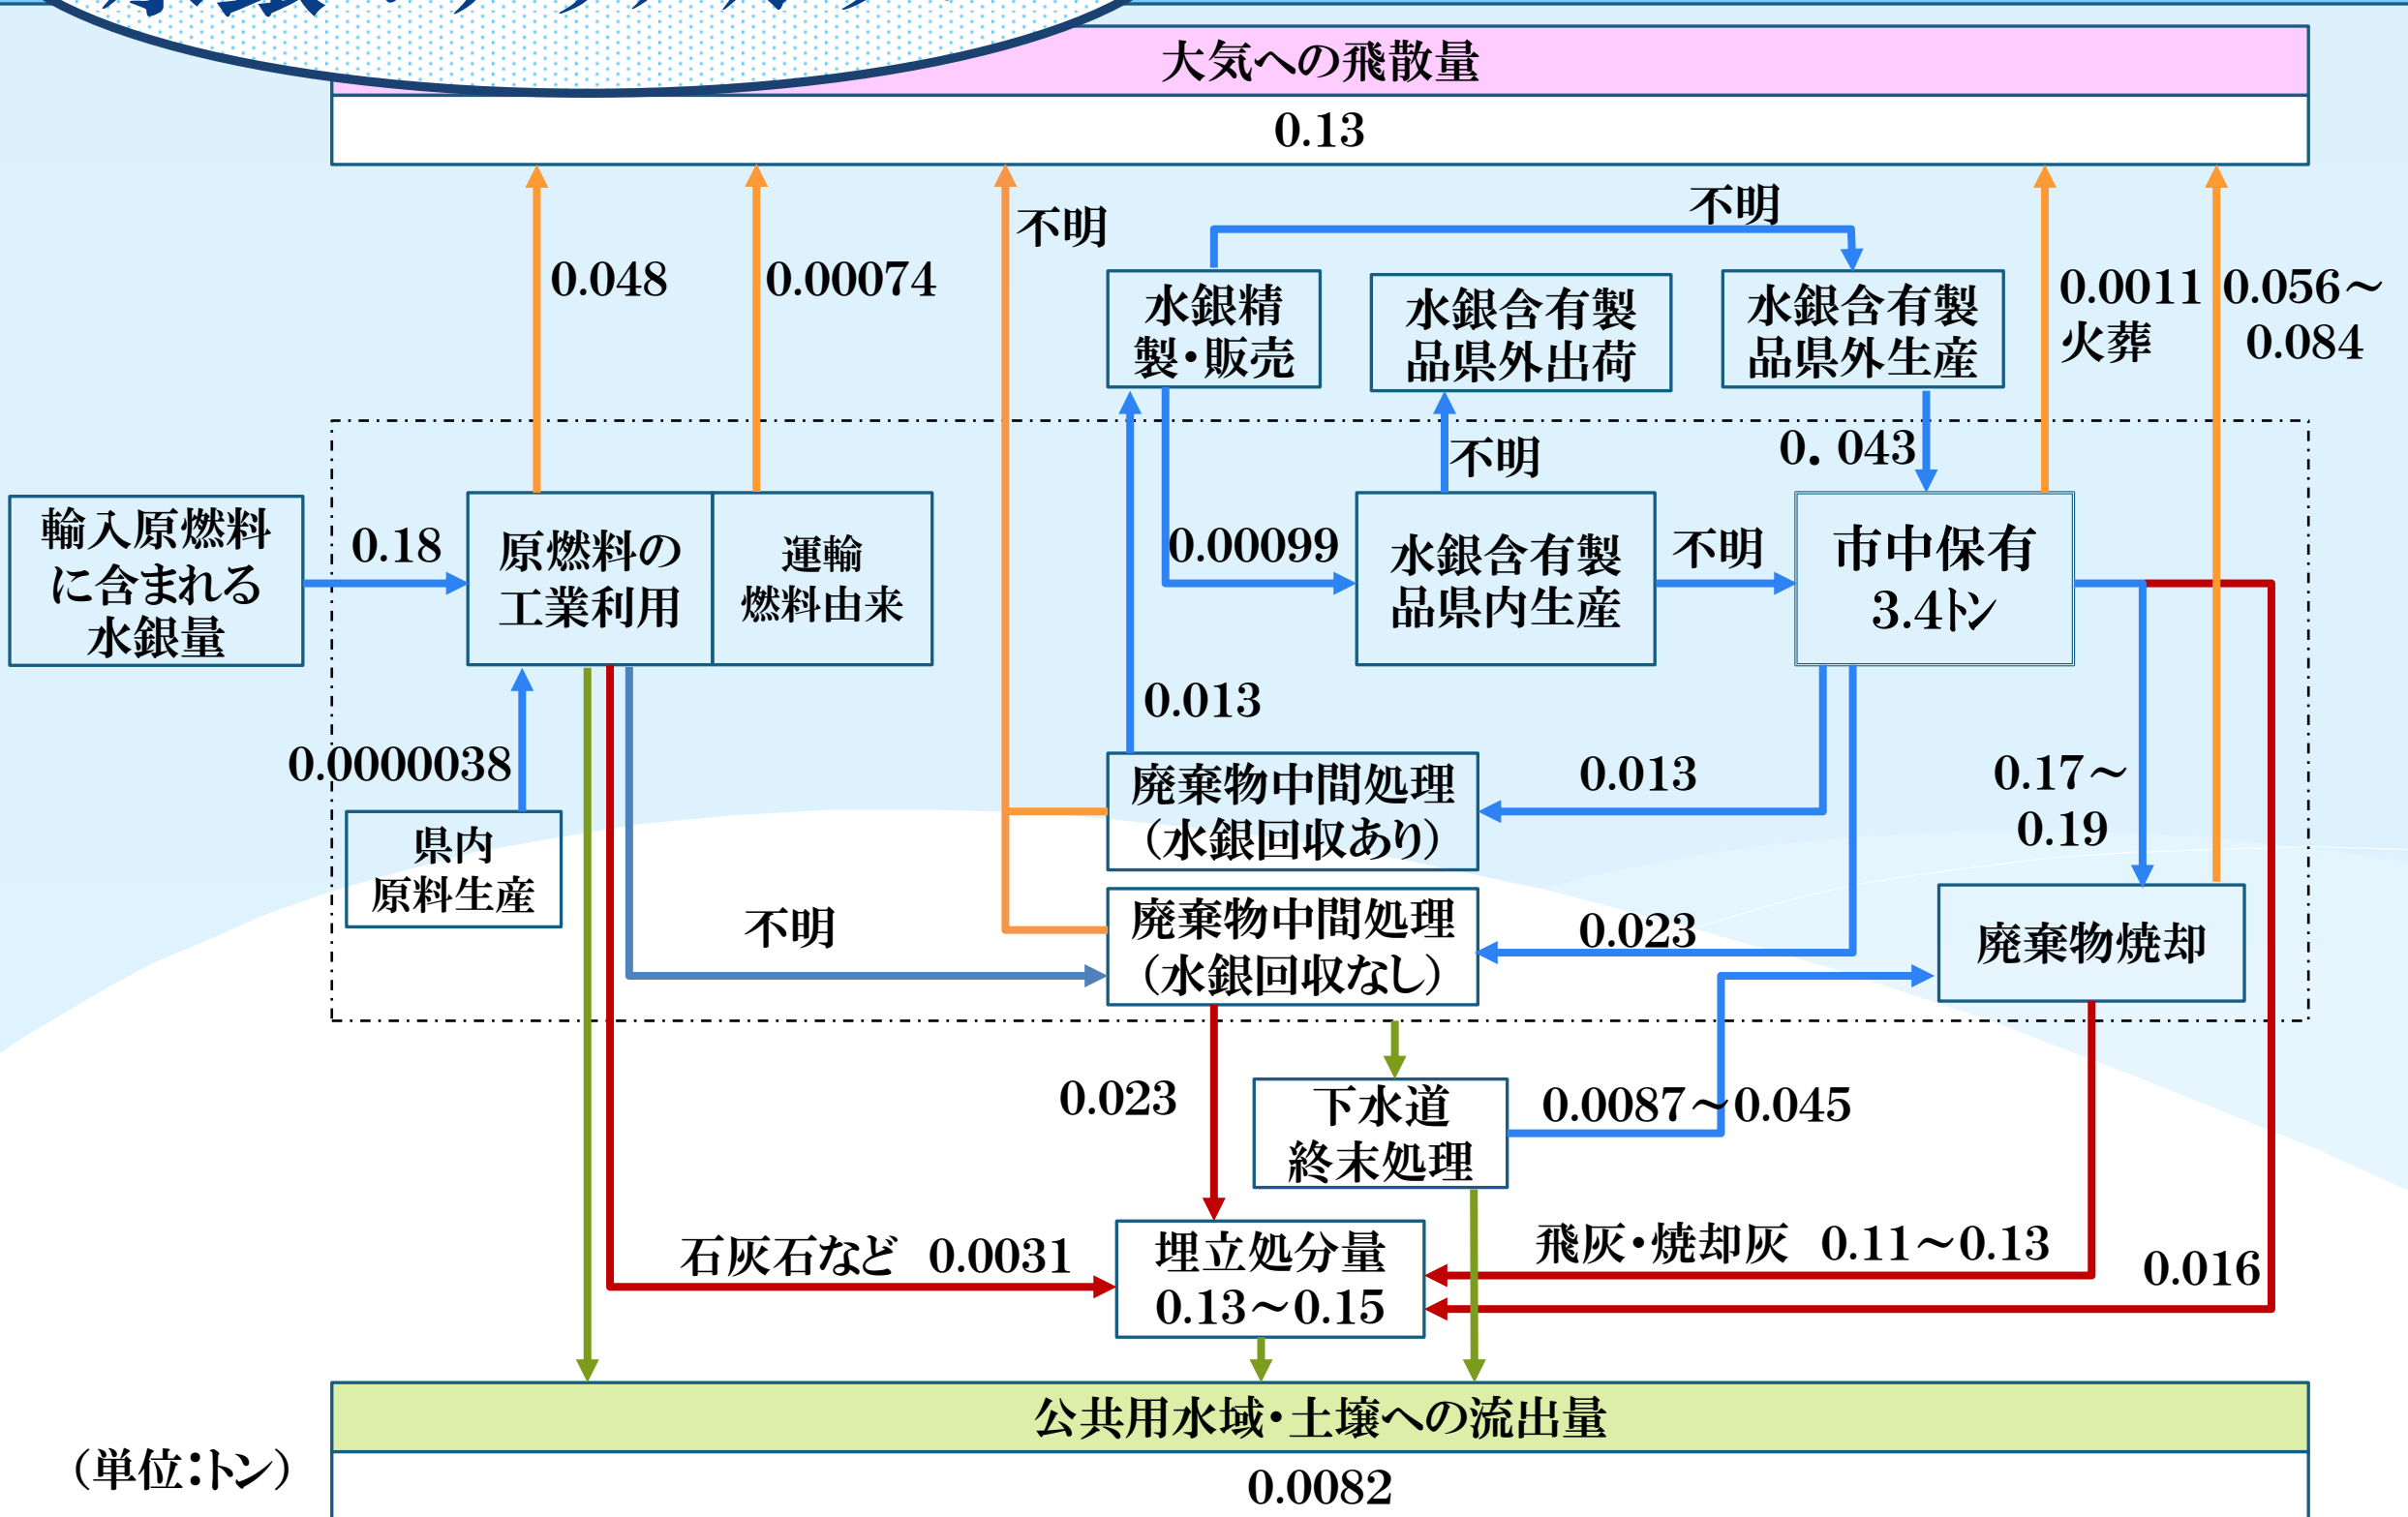 大気への飛散量
0.13
不明
不明
0.048
0.00074
水銀精
製・販売
水銀含有製
品県外出荷
水銀含有製
品県外生産
0.0011
火葬
0.056～
0.084
不明
0．043
輸入原燃料
に含まれる
水銀量
0.18
原燃料の
工業利用
運輸
燃料由来
0.00099
水銀含有製
品県内生産
不明
市中保有
3.4トン
0.013
0.0000038
県内
原料生産
廃棄物中間処理
（水銀回収あり）
0.013
0.17～
0.19
不明
廃棄物中間処理
（水銀回収なし）
0.023
廃棄物焼却
0.023
下水道
終末処理
0.0087～0.045
石灰石など 0.0031
埋立処分量
0.13～0.15
飛灰・焼却灰 0.11～0.13
0.016
公共用水域・土壌への流出量
（単位：トン）
0.0082